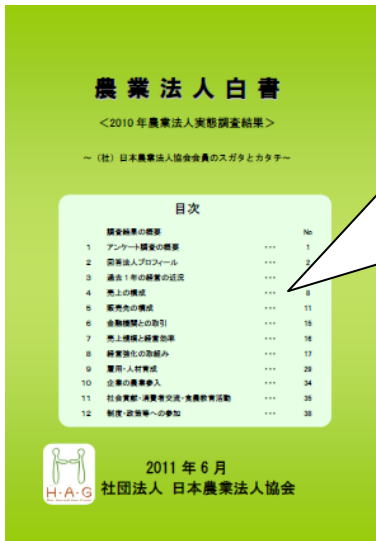 農業法人白書
＜2010年農業法人実態調査結果＞
～（社）日本農業法人協会会員のスガタとカタチ～
目次
調査結果の概要 No
1 アンケート調査の概要 ・・・ 1
2 回答法人プロフィール ・・・ 2
3 過去1年の経営の近況 ・・・
4 売上の構成 ・・・ 8
5 販売先の構成 ・・・ 11
6 金融機関との取引 ・・・ 15
7 売上規模と経営効率 ・・・ 16
8 経営強化の取組み ・・・ 17
9 雇用・人材育成 ・・・ 29
10 企業の農業参入 ・・・ 34
11 社会貢献・消費者交流・食農教育活動 ・・・ 35
12 制度・政策等への参加 ・・・ 38
H・A・G
2011年6月
社団法人 日本農業法人協会